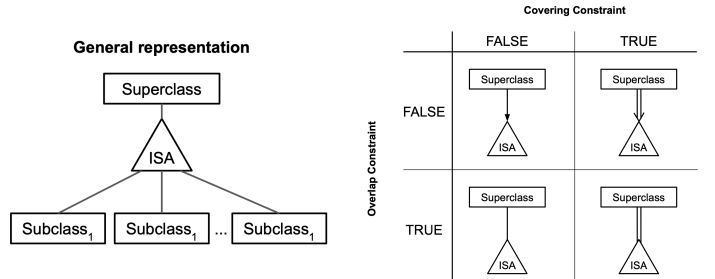 General representation
Superclass
ISA
Subclass₁ Subclass₁ ... Subclass₁
Covering Constraint
FALSE TRUE
Overlap Constraint
FALSE
Superclass Superclass
ISA ISA
TRUE
Superclass Superclass
ISA ISA